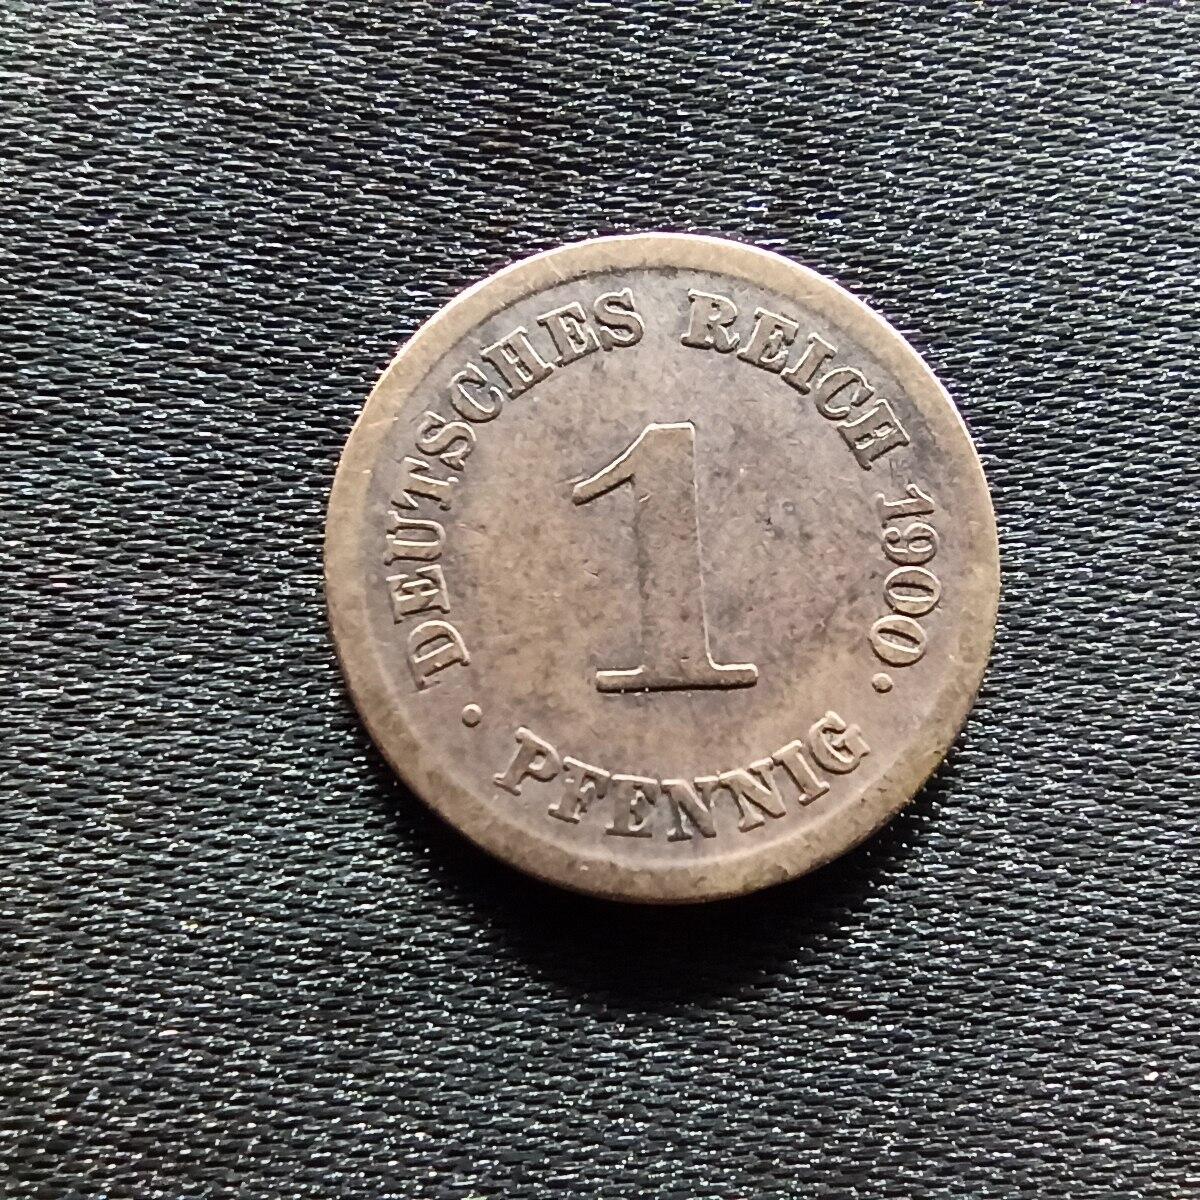 DEUTSCHES REICH 1900.
1
· PFENNIG